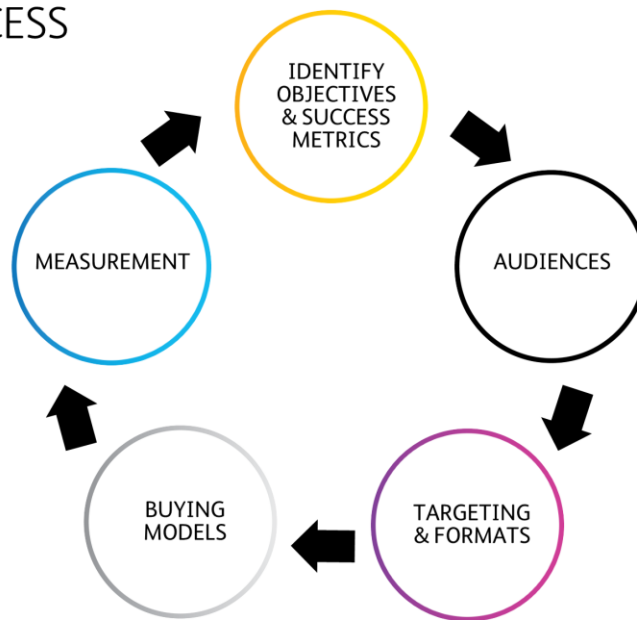 CESS
IDENTIFY
OBJECTIVES
& SUCCESS
METRICS
AUDIENCES
TARGETING
& FORMATS
BUYING
MODELS
MEASUREMENT